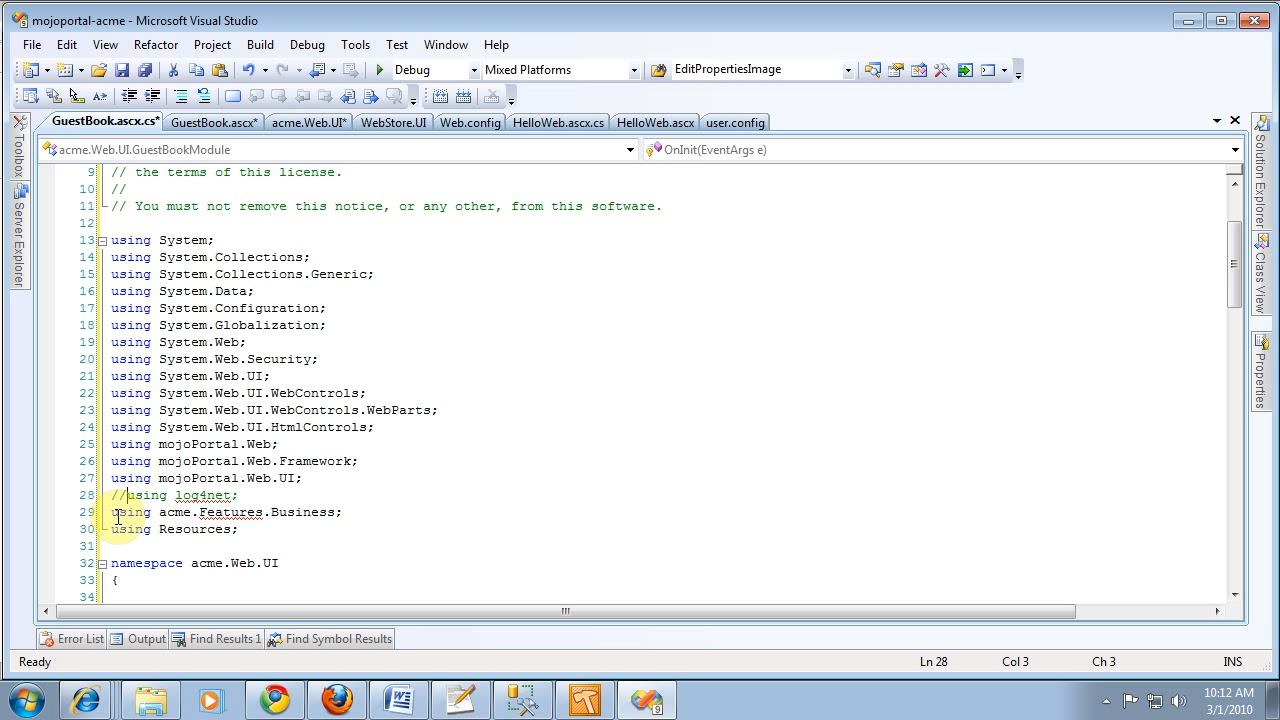 mojoportal-acme - Microsoft Visual Studio
File Edit View Refactor Project Build Debug Tools Test Window Help
Debug Mixed Platforms EditPropertiesImage
GuestBook.ascx.cs* GuestBook.ascx* acme.Web.UI* WebStore.UI Web.config HelloWeb.ascx.cs HelloWeb.ascx user.config
acme.Web.UI.GuestBookModule OnInit(EventArgs e)
Toolbox
Server Explorer
9 // the terms of this license.
10 //
11 // You must not remove this notice, or any other, from this software.
12
13 using System;
14 using System.Collections;
15 using System.Collections.Generic;
16 using System.Data;
17 using System.Configuration;
18 using System.Globalization;
19 using System.Web;
20 using System.Web.Security;
21 using System.Web.UI;
22 using System.Web.UI.WebControls;
23 using System.Web.UI.WebControls.WebParts;
24 using System.Web.UI.HtmlControls;
25 using mojoPortal.Web;
26 using mojoPortal.Web.Framework;
27 using mojoPortal.Web.UI;
28 //using log4net;
29 using acme.Features.Business;
30 using Resources;
31
32 namespace acme.Web.UI
33 {
34
Solution Explorer
Class View
Properties
Error List Output Find Results 1 Find Symbol Results
Ready Ln 28 Col 3 Ch 3 INS
10:12 AM
3/1/2010